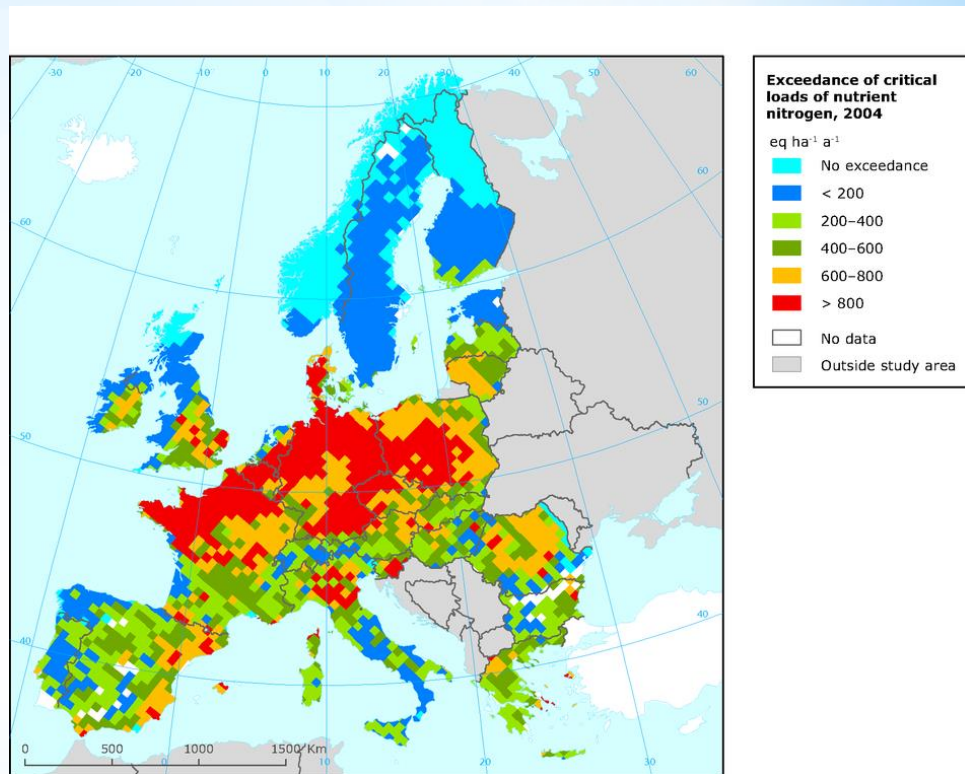 -30 -20 -10 0 10 20 30 40 50 60
60
60
50
50
40
40
0 10 20 30
0 500 1000 1500 Km
Exceedance of critical
loads of nutrient
nitrogen, 2004
eq ha⁻¹ a⁻¹
No exceedance
< 200
200–400
400–600
600–800
> 800
No data
Outside study area